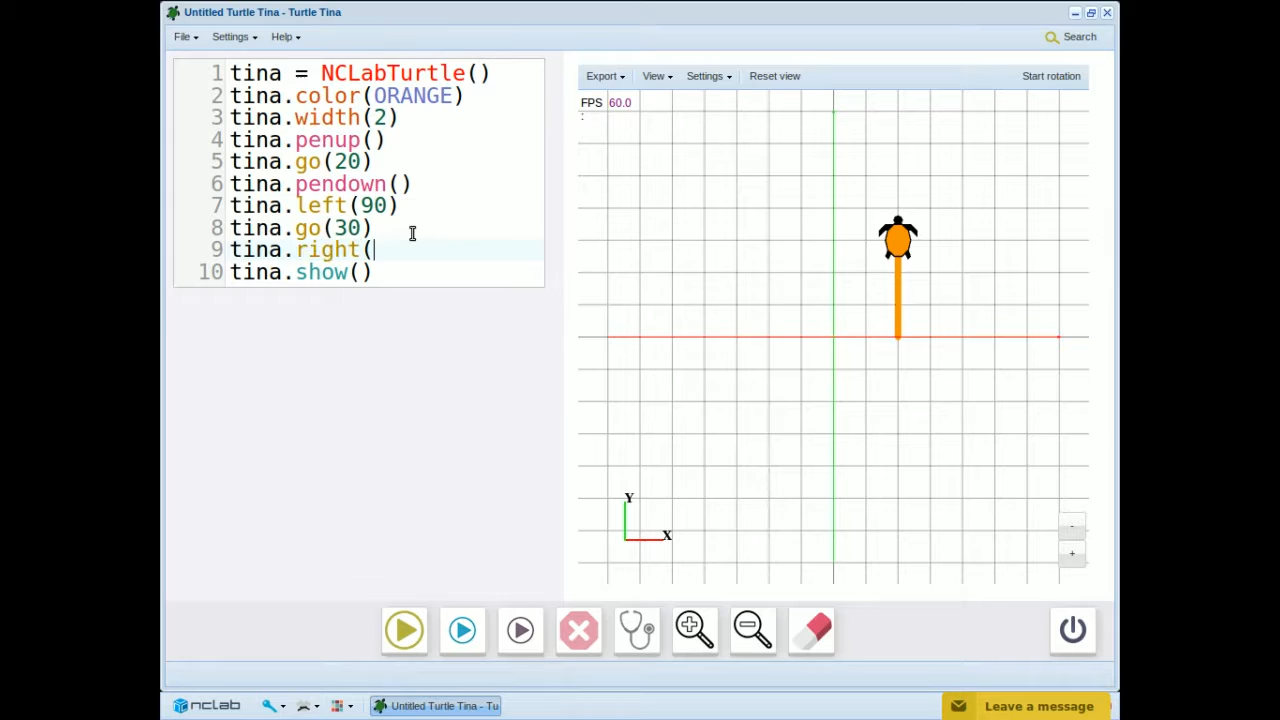 Untitled Turtle Tina - Turtle Tina
File Settings Help Search
1 tina = NCLabTurtle()
2 tina.color(ORANGE)
3 tina.width(2)
4 tina.penup()
5 tina.go(20)
6 tina.pendown()
7 tina.left(90)
8 tina.go(30)
9 tina.right(
10 tina.show()
Export View Settings Reset view Start rotation
FPS 60.0
:
Y
X
-
+
nclab Untitled Turtle Tina - Tu Leave a message